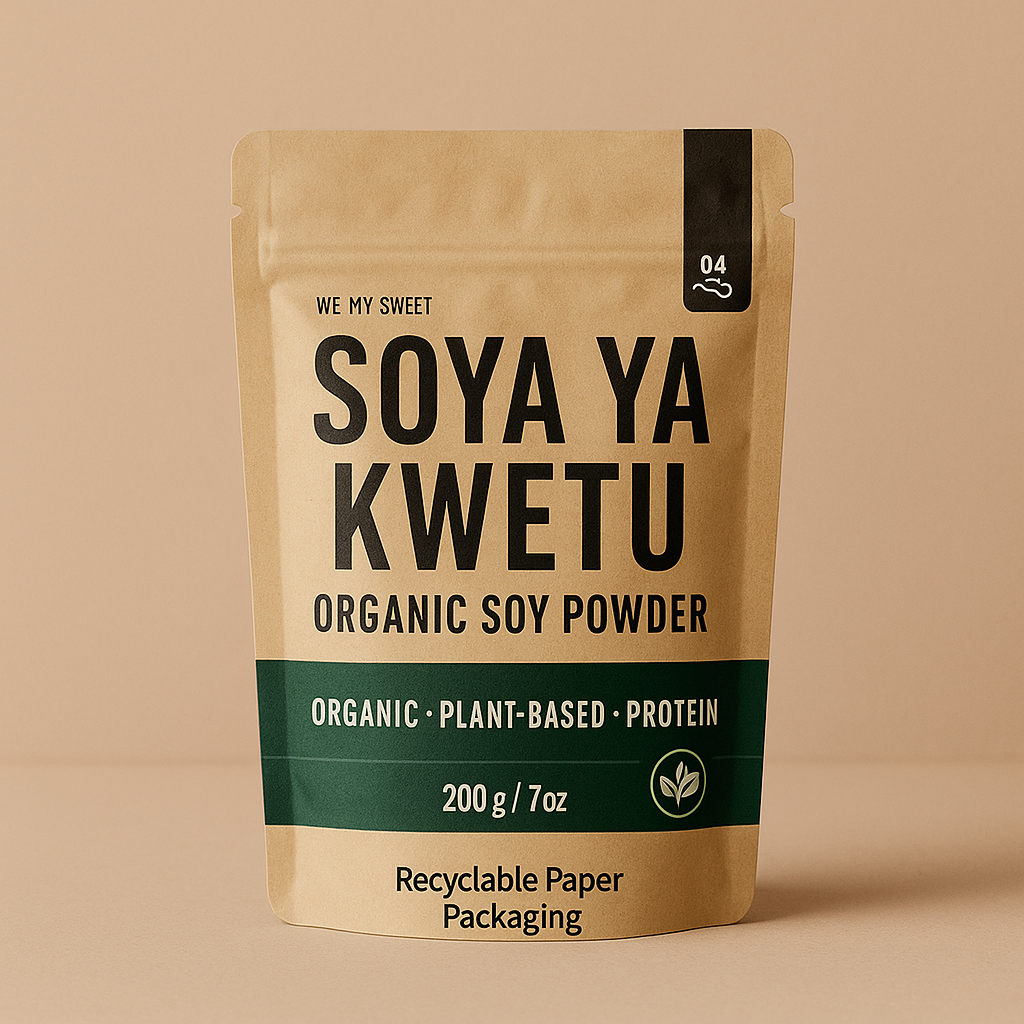 04
WE MY SWEET
SOYA YA
KWETU
ORGANIC SOY POWDER
ORGANIC · PLANT-BASED · PROTEIN
200 g / 7oz
Recyclable Paper
Packaging